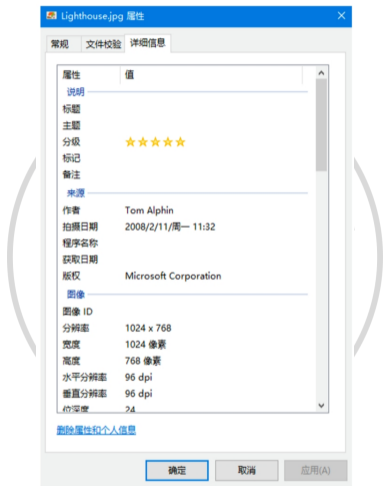 Lighthouse.jpg 属性
常规 文件校验 详细信息
属性 值
说明
标题
主题
分级
标记
备注
来源
作者 Tom Alphin
拍摄日期 2008/2/11/周一 11:32
程序名称
获取日期
版权 Microsoft Corporation
图像
图像 ID
分辨率 1024 x 768
宽度 1024 像素
高度 768 像素
水平分辨率 96 dpi
垂直分辨率 96 dpi
位深度 24
删除属性和个人信息
确定 取消 应用(A)